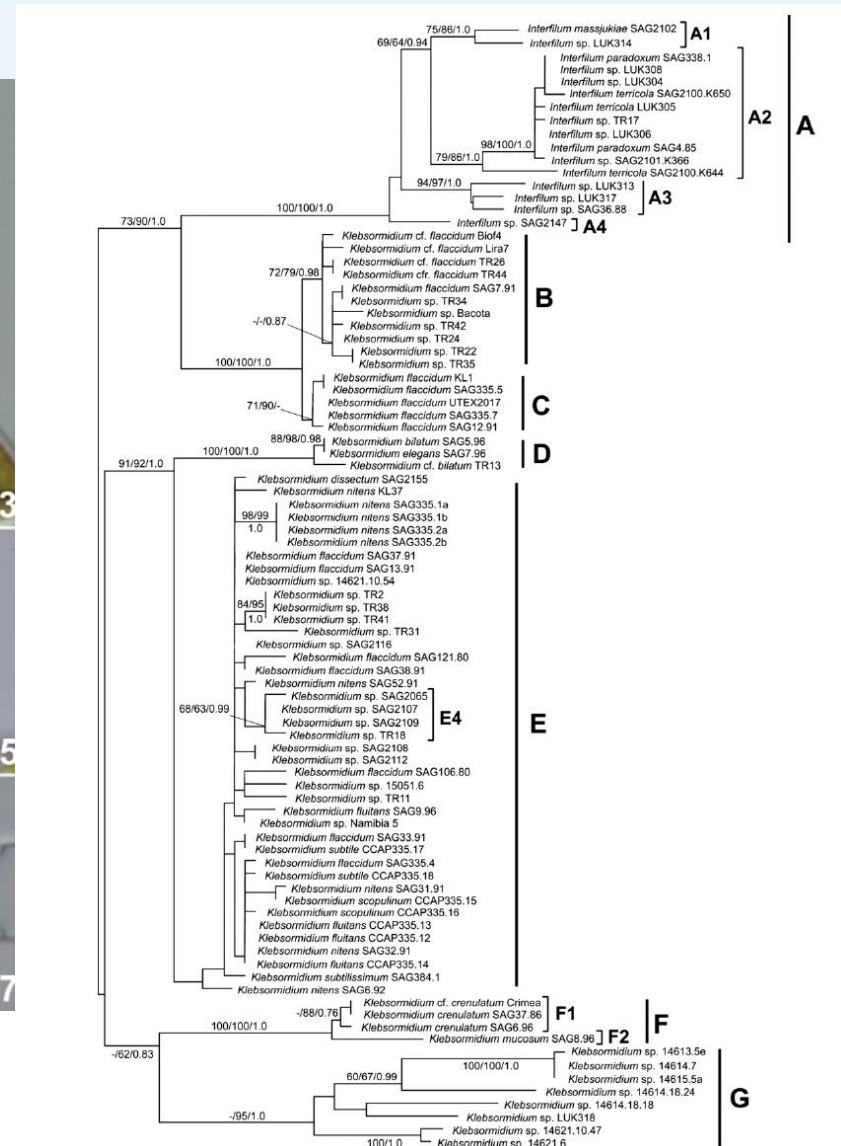 75/86/1.0
Interfilum massjukiae SAG2102
A1
Interfilum sp. LUK314
69/64/0.94
Interfilum paradoxum SAG338.1
Interfilum sp. LUK308
Interfilum sp. LUK304
Interfilum terricola SAG2100.K650
Interfilum terricola LUK305
A2
A
Interfilum sp. TR17
Interfilum sp. LUK306
98/100/1.0
Interfilum paradoxum SAG4.85
79/86/1.0
Interfilum sp. SAG2101.K366
Interfilum terricola SAG2100.K644
94/97/1.0
Interfilum sp. LUK313
Interfilum sp. LUK317
A3
Interfilum sp. SAG36.88
100/100/1.0
73/90/1.0
Interfilum sp. SAG2147
A4
Klebsormidium cf. flaccidum Biof4
Klebsormidium cf. flaccidum Lira7
Klebsormidium cf. flaccidum TR26
72/79/0.98
Klebsormidium cfr. flaccidum TR44
Klebsormidium flaccidum SAG7.91
B
Klebsormidium sp. TR34
Klebsormidium sp. Bacota
-/-/0.87
Klebsormidium sp. TR42
Klebsormidium sp. TR24
Klebsormidium sp. TR22
100/100/1.0
Klebsormidium sp. TR35
Klebsormidium flaccidum KL1
Klebsormidium flaccidum SAG335.5
Klebsormidium flaccidum UTEX2017
C
71/90/-
Klebsormidium flaccidum SAG335.7
Klebsormidium flaccidum SAG12.91
88/98/0.98
Klebsormidium bilatum SAG5.96
100/100/1.0
Klebsormidium elegans SAG7.96
D
91/92/1.0
Klebsormidium cf. bilatum TR13
Klebsormidium dissectum SAG2155
Klebsormidium nitens KL37
3
Klebsormidium nitens SAG335.1a
98/99
Klebsormidium nitens SAG335.1b
1.0
Klebsormidium nitens SAG335.2a
Klebsormidium nitens SAG335.2b
Klebsormidium flaccidum SAG37.91
Klebsormidium flaccidum SAG13.91
Klebsormidium sp. 14621.10.54
Klebsormidium sp. TR2
84/95
Klebsormidium sp. TR38
1.0
Klebsormidium sp. TR41
Klebsormidium sp. TR31
Klebsormidium sp. SAG2116
Klebsormidium flaccidum SAG121.80
Klebsormidium flaccidum SAG38.91
Klebsormidium nitens SAG52.91
Klebsormidium sp. SAG2065
68/63/0.99
Klebsormidium sp. SAG2107
E4
E
Klebsormidium sp. SAG2109
Klebsormidium sp. TR18
Klebsormidium sp. SAG2108
5
Klebsormidium sp. SAG2112
Klebsormidium flaccidum SAG106.80
Klebsormidium sp. 15051.6
Klebsormidium sp. TR11
Klebsormidium fluitans SAG9.96
Klebsormidium sp. Namibia 5
Klebsormidium flaccidum SAG33.91
Klebsormidium subtile CCAP335.17
Klebsormidium flaccidum SAG335.4
Klebsormidium subtile CCAP335.18
Klebsormidium nitens SAG31.91
Klebsormidium scopulinum CCAP335.15
Klebsormidium scopulinum CCAP335.16
Klebsormidium fluitans CCAP335.13
Klebsormidium fluitans CCAP335.12
Klebsormidium nitens SAG32.91
Klebsormidium fluitans CCAP335.14
Klebsormidium subtilissimum SAG384.1
7
Klebsormidium nitens SAG6.92
Klebsormidium cf. crenulatum Crimea
-/88/0.76
Klebsormidium crenulatum SAG37.86
F1
F
100/100/1.0
Klebsormidium crenulatum SAG6.96
Klebsormidium mucosum SAG8.96
F2
-/62/0.83
Klebsormidium sp. 14613.5e
100/100/1.0
Klebsormidium sp. 14614.7
60/67/0.99
Klebsormidium sp. 14615.5a
Klebsormidium sp. 14614.18.24
G
Klebsormidium sp. 14614.18.18
-/95/1.0
Klebsormidium sp. LUK318
Klebsormidium sp. 14621.10.47
100/1.0
Klebsormidium sp. 14621.6